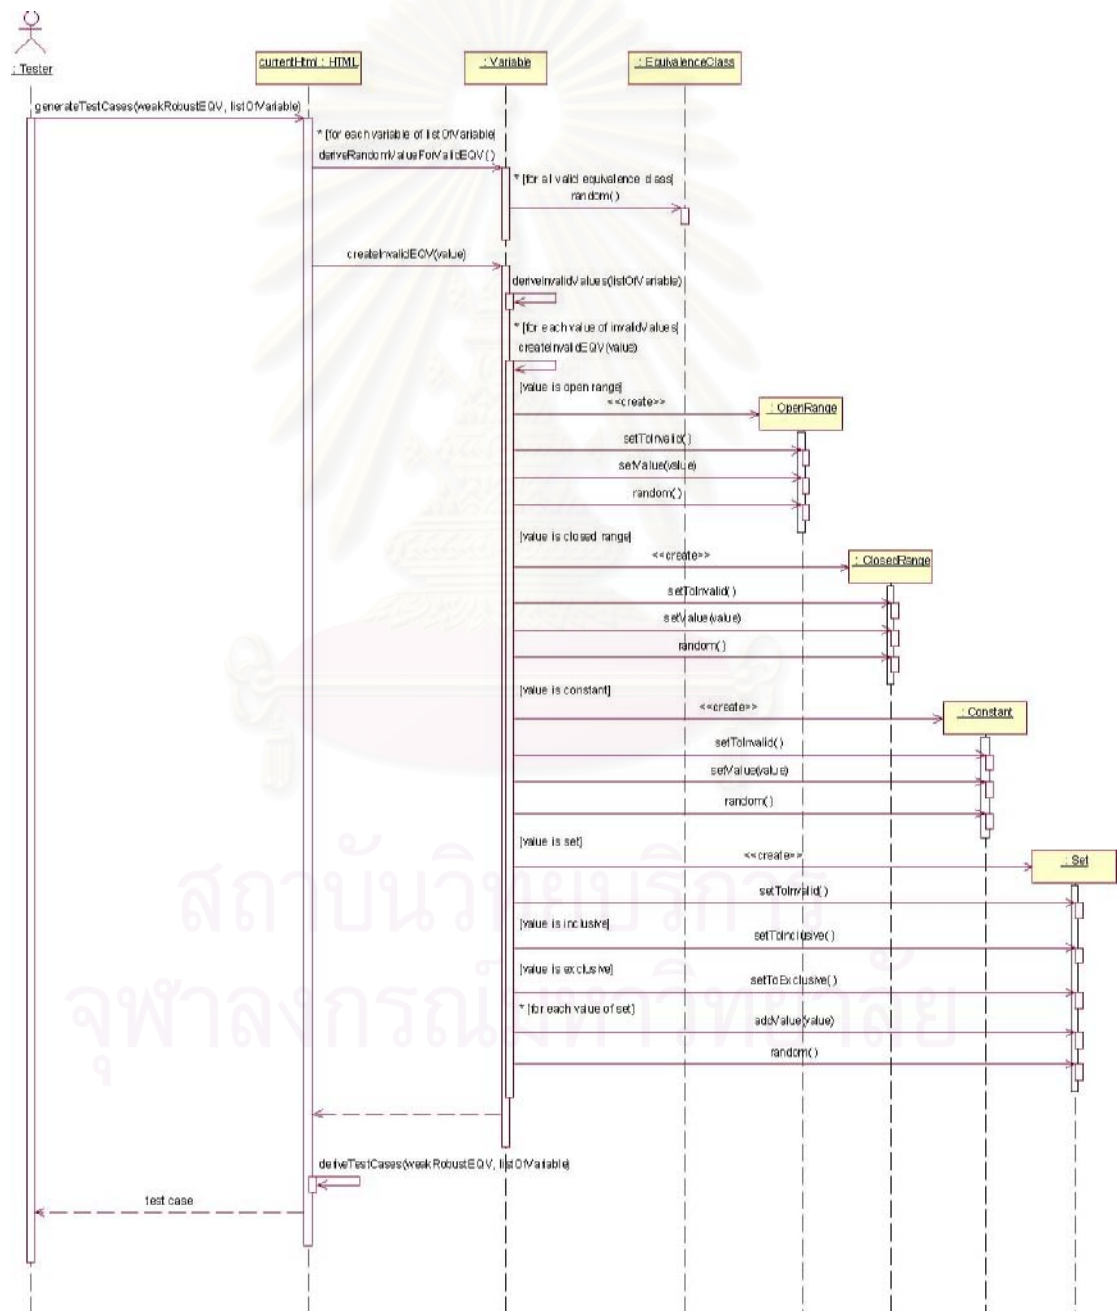 : Tester
currentHtml : HTML
: Variable
: EquivalenceClass
generateTestCases(weakRobustEQV, listOfVariable)
* [for each variable of listOfVariable]
deriveRandomValueForValidEQV()
* [for all valid equivalence class]
random()
createInvalidEQV(value)
deriveInvalidValues(listOfVariable)
* [for each value of invalidValues]
createInvalidEQV(value)
[value is open range]
<<create>>
: OpenRange
setToInvalid()
setValue(value)
random()
[value is closed range]
<<create>>
: ClosedRange
setToInvalid()
setValue(value)
random()
[value is constant]
<<create>>
: Constant
setToInvalid()
setValue(value)
random()
[value is set]
<<create>>
: Set
setToInvalid()
[value is inclusive]
setToInclusive()
[value is exclusive]
setToExclusive()
* [for each value of set]
addValue(value)
random()
deriveTestCases(weakRobustEQV, listOfVariable)
test case
สถาบันวิทยบริการ
จุฬาลงกรณ์มหาวิทยาลัย